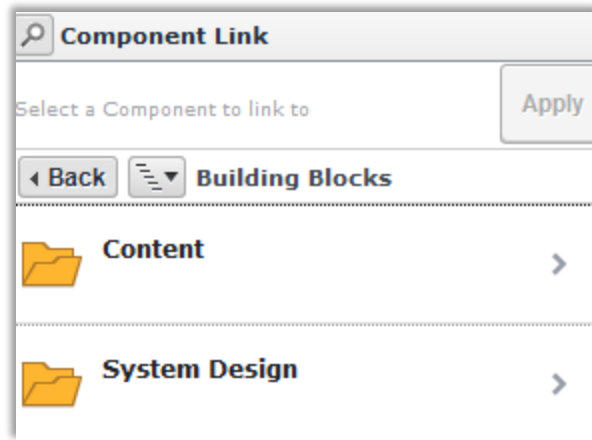 Component Link
Select a Component to link to
Apply
Back
Building Blocks
Content
System Design